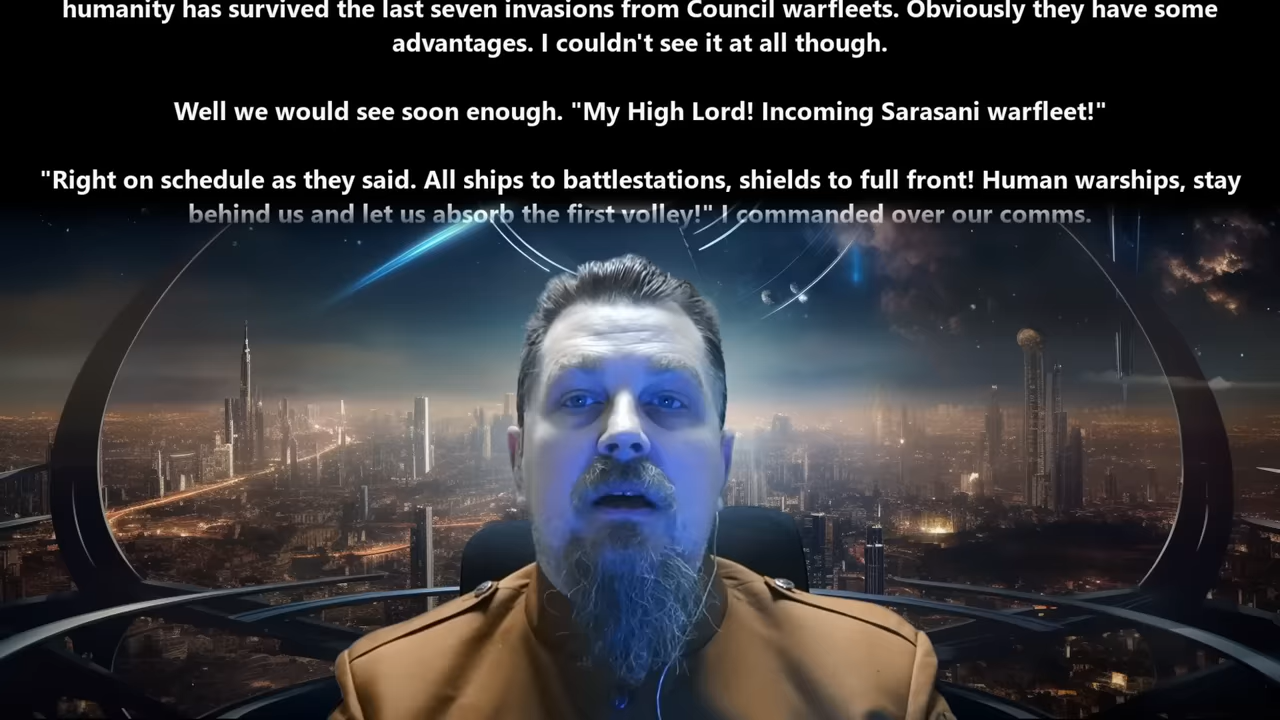 humanity has survived the last seven invasions from Council warfleets. Obviously they have some
advantages. I couldn't see it at all though.
Well we would see soon enough. "My High Lord! Incoming Sarasani warfleet!"
"Right on schedule as they said. All ships to battlestations, shields to full front! Human warships, stay
behind us and let us absorb the first volley!" I commanded over our comms.